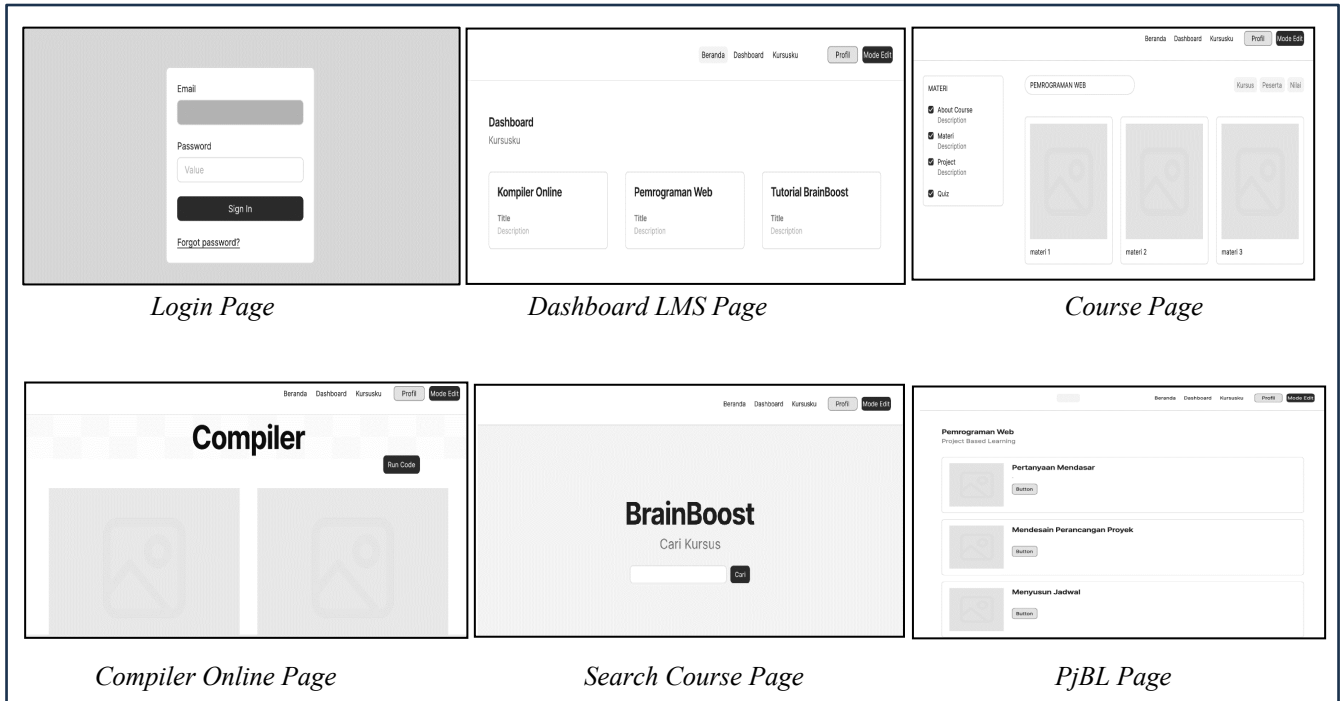 Email
Password
Value
Sign In
Forgot password?
Login Page
Beranda Dashboard Kursusku Profil Mode Edit
Dashboard
Kursusku
Kompiler Online
Title
Description
Pemrograman Web
Title
Description
Tutorial BrainBoost
Title
Description
Dashboard LMS Page
Beranda Dashboard Kursusku Profil Mode Edit
MATERI
About Course
Description
Materi
Description
Project
Description
Quiz
PEMROGRAMAN WEB
Kursus Peserta Nilai
materi 1
materi 2
materi 3
Course Page
Beranda Dashboard Kursusku Profil Mode Edit
Compiler
Run Code
Compiler Online Page
Beranda Dashboard Kursusku Profil Mode Edit
BrainBoost
Cari Kursus
Cari
Search Course Page
Beranda Dashboard Kursusku Profil Mode Edit
Pemrograman Web
Project Based Learning
Pertanyaan Mendasar
Button
Mendesain Perancangan Proyek
Button
Menyusun Jadwal
Button
PjBL Page